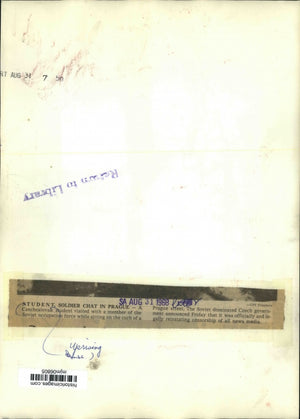 AUG 31 7
Return to Library
SA AUG 31 1968
STUDENT, SOLDIER CHAT IN PRAGUE — A
Czechoslovak student visited with a member of the
Soviet occupation force while sitting on the curb of a
Prague street. The Soviet dominated Czech govern-
ment announced Friday that it was officially and le-
gally reinstating censorship of all news media.
Uprising
historicimages.com